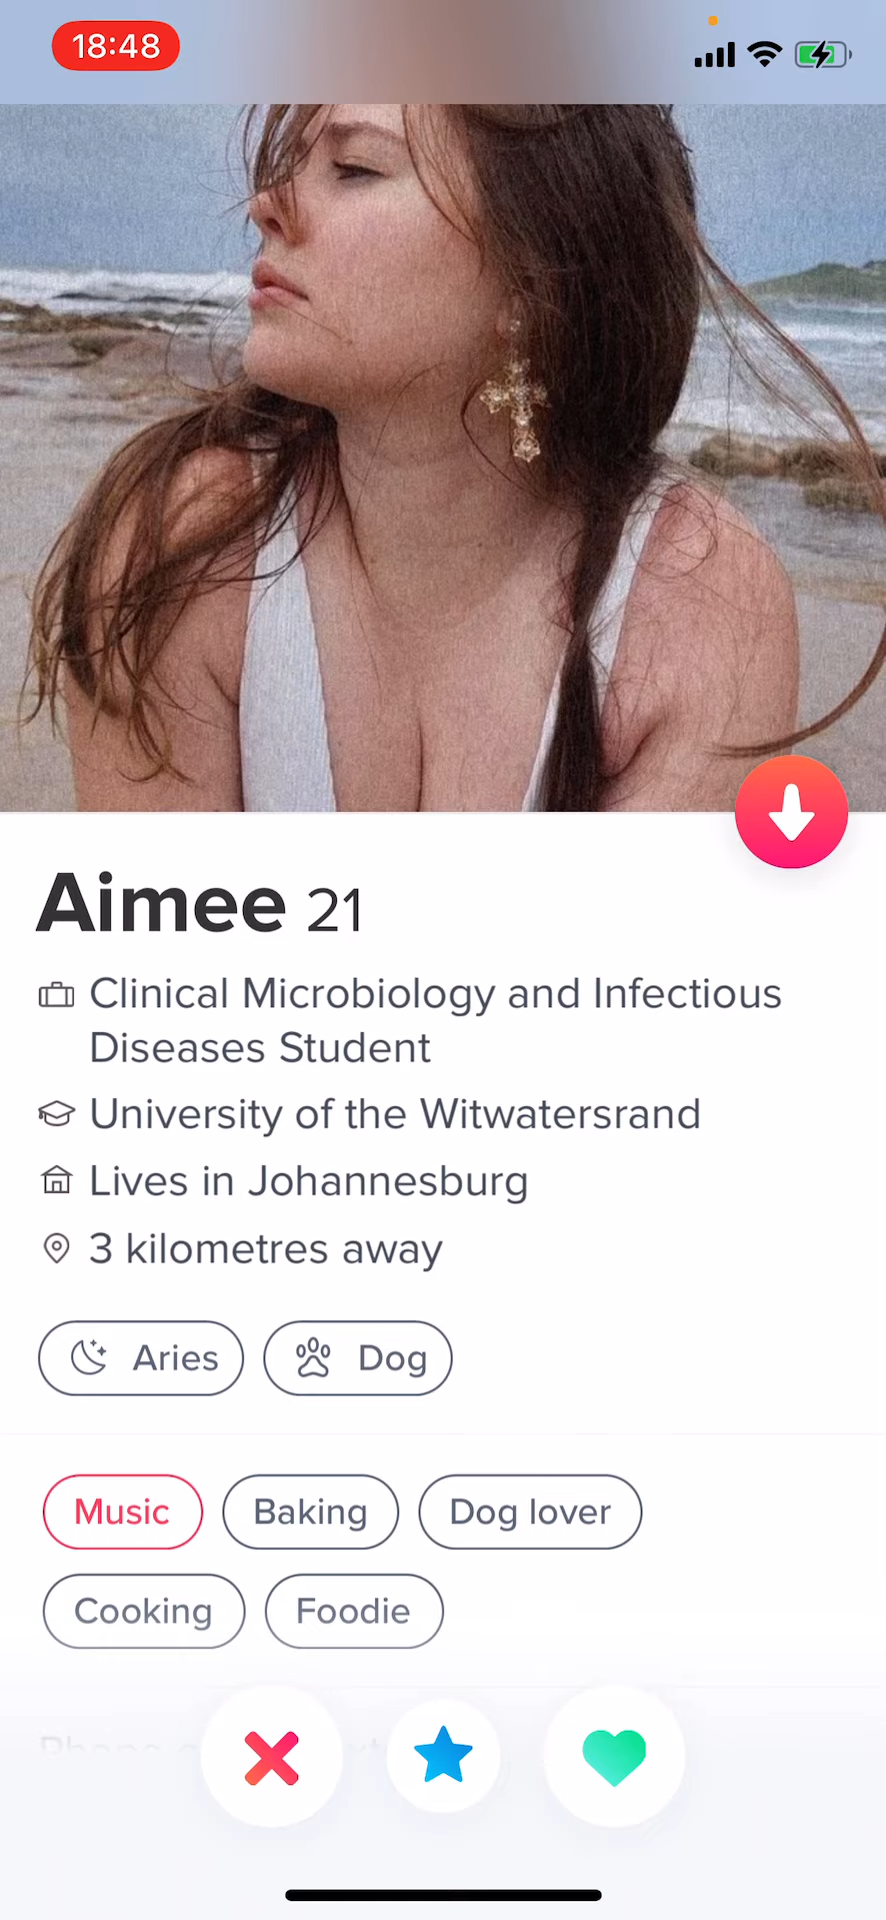 18:48
Aimee 21
Clinical Microbiology and Infectious
Diseases Student
University of the Witwatersrand
Lives in Johannesburg
3 kilometres away
Aries Dog
Music Baking Dog lover
Cooking Foodie